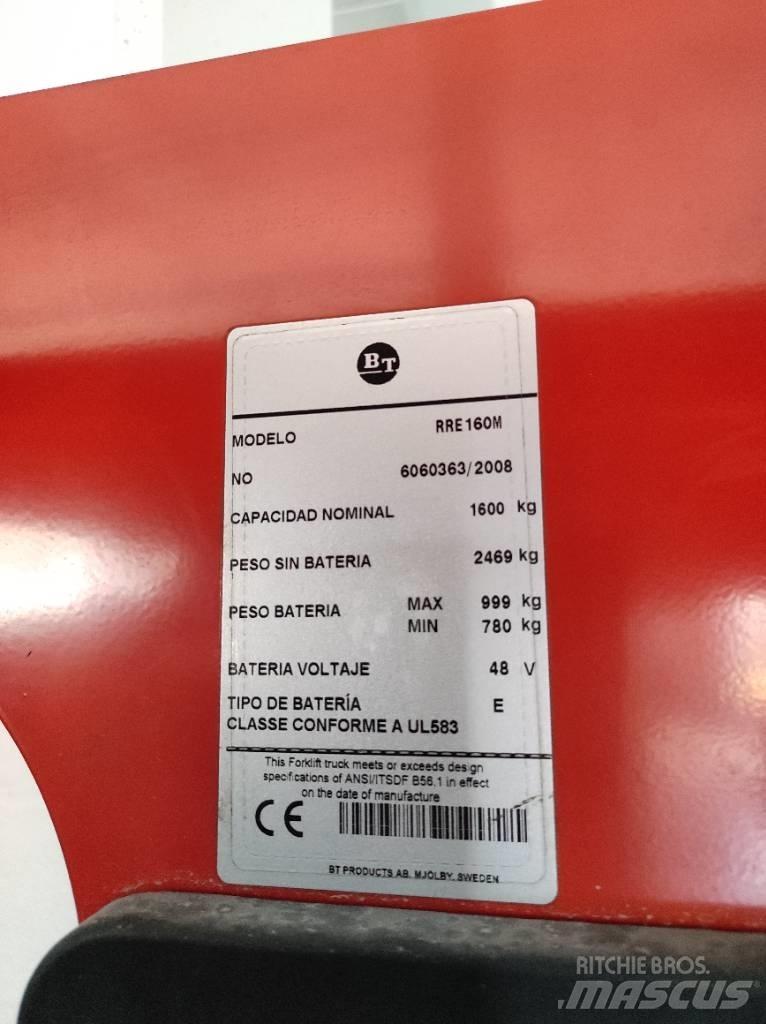 BT
MODELO RRE160M
NO 6060363/2008
CAPACIDAD NOMINAL 1600 kg
PESO SIN BATERIA 2469 kg
PESO BATERIA MAX 999 kg
MIN 780 kg
BATERIA VOLTAJE 48 V
TIPO DE BATERÍA E
CLASSE CONFORME A UL583
This Forklift truck meets or exceeds design
specifications of ANSI/ITSDF B56.1 in effect
on the date of manufacture
CE
BT PRODUCTS AB. MJOLBY. SWEDEN
RITCHIE BROS.
MASCUS